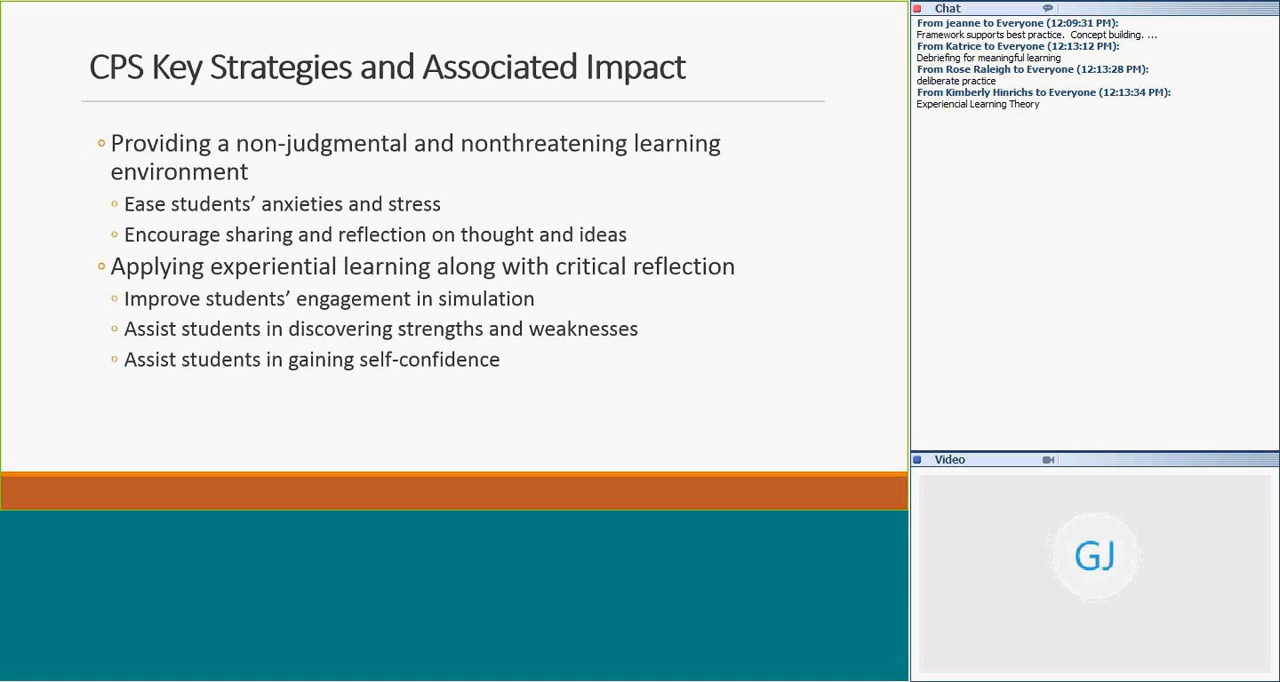 CPS Key Strategies and Associated Impact
Providing a non-judgmental and nonthreatening learning
environment
Ease students’ anxieties and stress
Encourage sharing and reflection on thought and ideas
Applying experiential learning along with critical reflection
Improve students’ engagement in simulation
Assist students in discovering strengths and weaknesses
Assist students in gaining self-confidence
Chat
From jeanne to Everyone (12:09:31 PM):
Framework supports best practice. Concept building. ...
From Katrice to Everyone (12:13:12 PM):
Debriefing for meaningful learning
From Rose Raleigh to Everyone (12:13:28 PM):
deliberate practice
From Kimberly Hinrichs to Everyone (12:13:34 PM):
Experiencial Learning Theory
Video
GJ